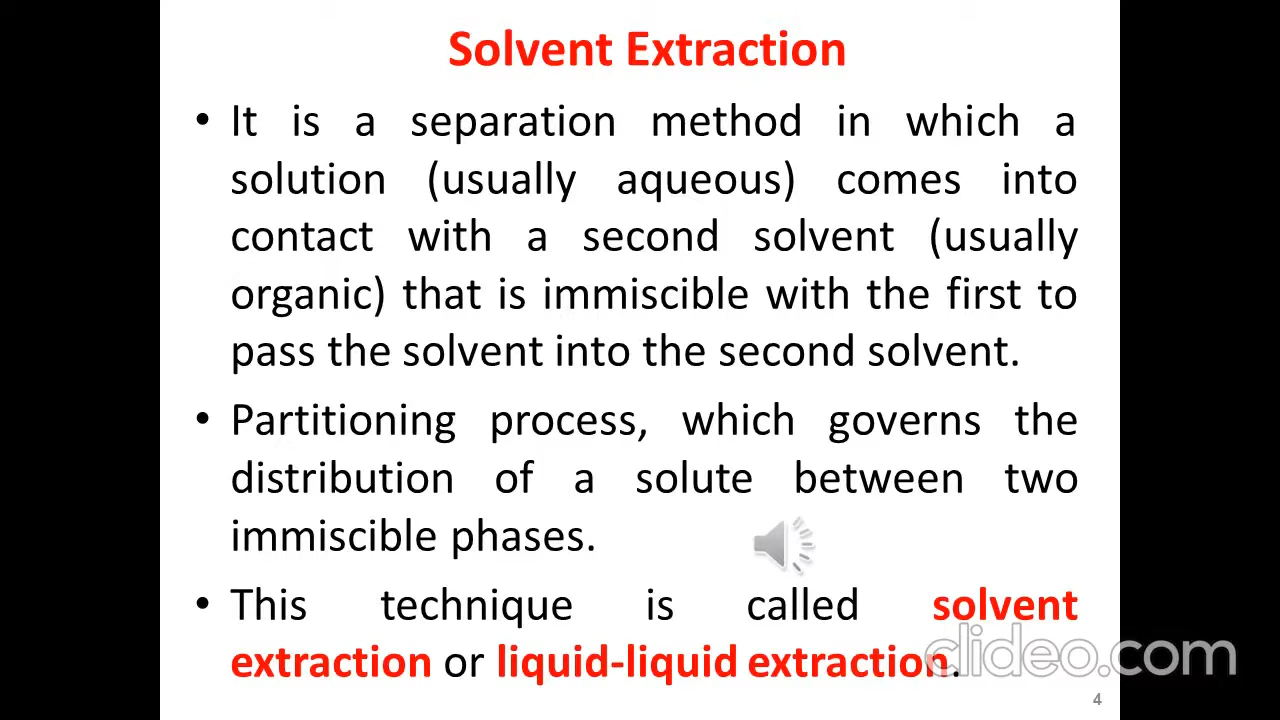 Solvent Extraction
• It is a separation method in which a
solution (usually aqueous) comes into
contact with a second solvent (usually
organic) that is immiscible with the first to
pass the solvent into the second solvent.
• Partitioning process, which governs the
distribution of a solute between two
immiscible phases.
• This technique is called solvent
extraction or liquid-liquid extraction.
clideo.com
4